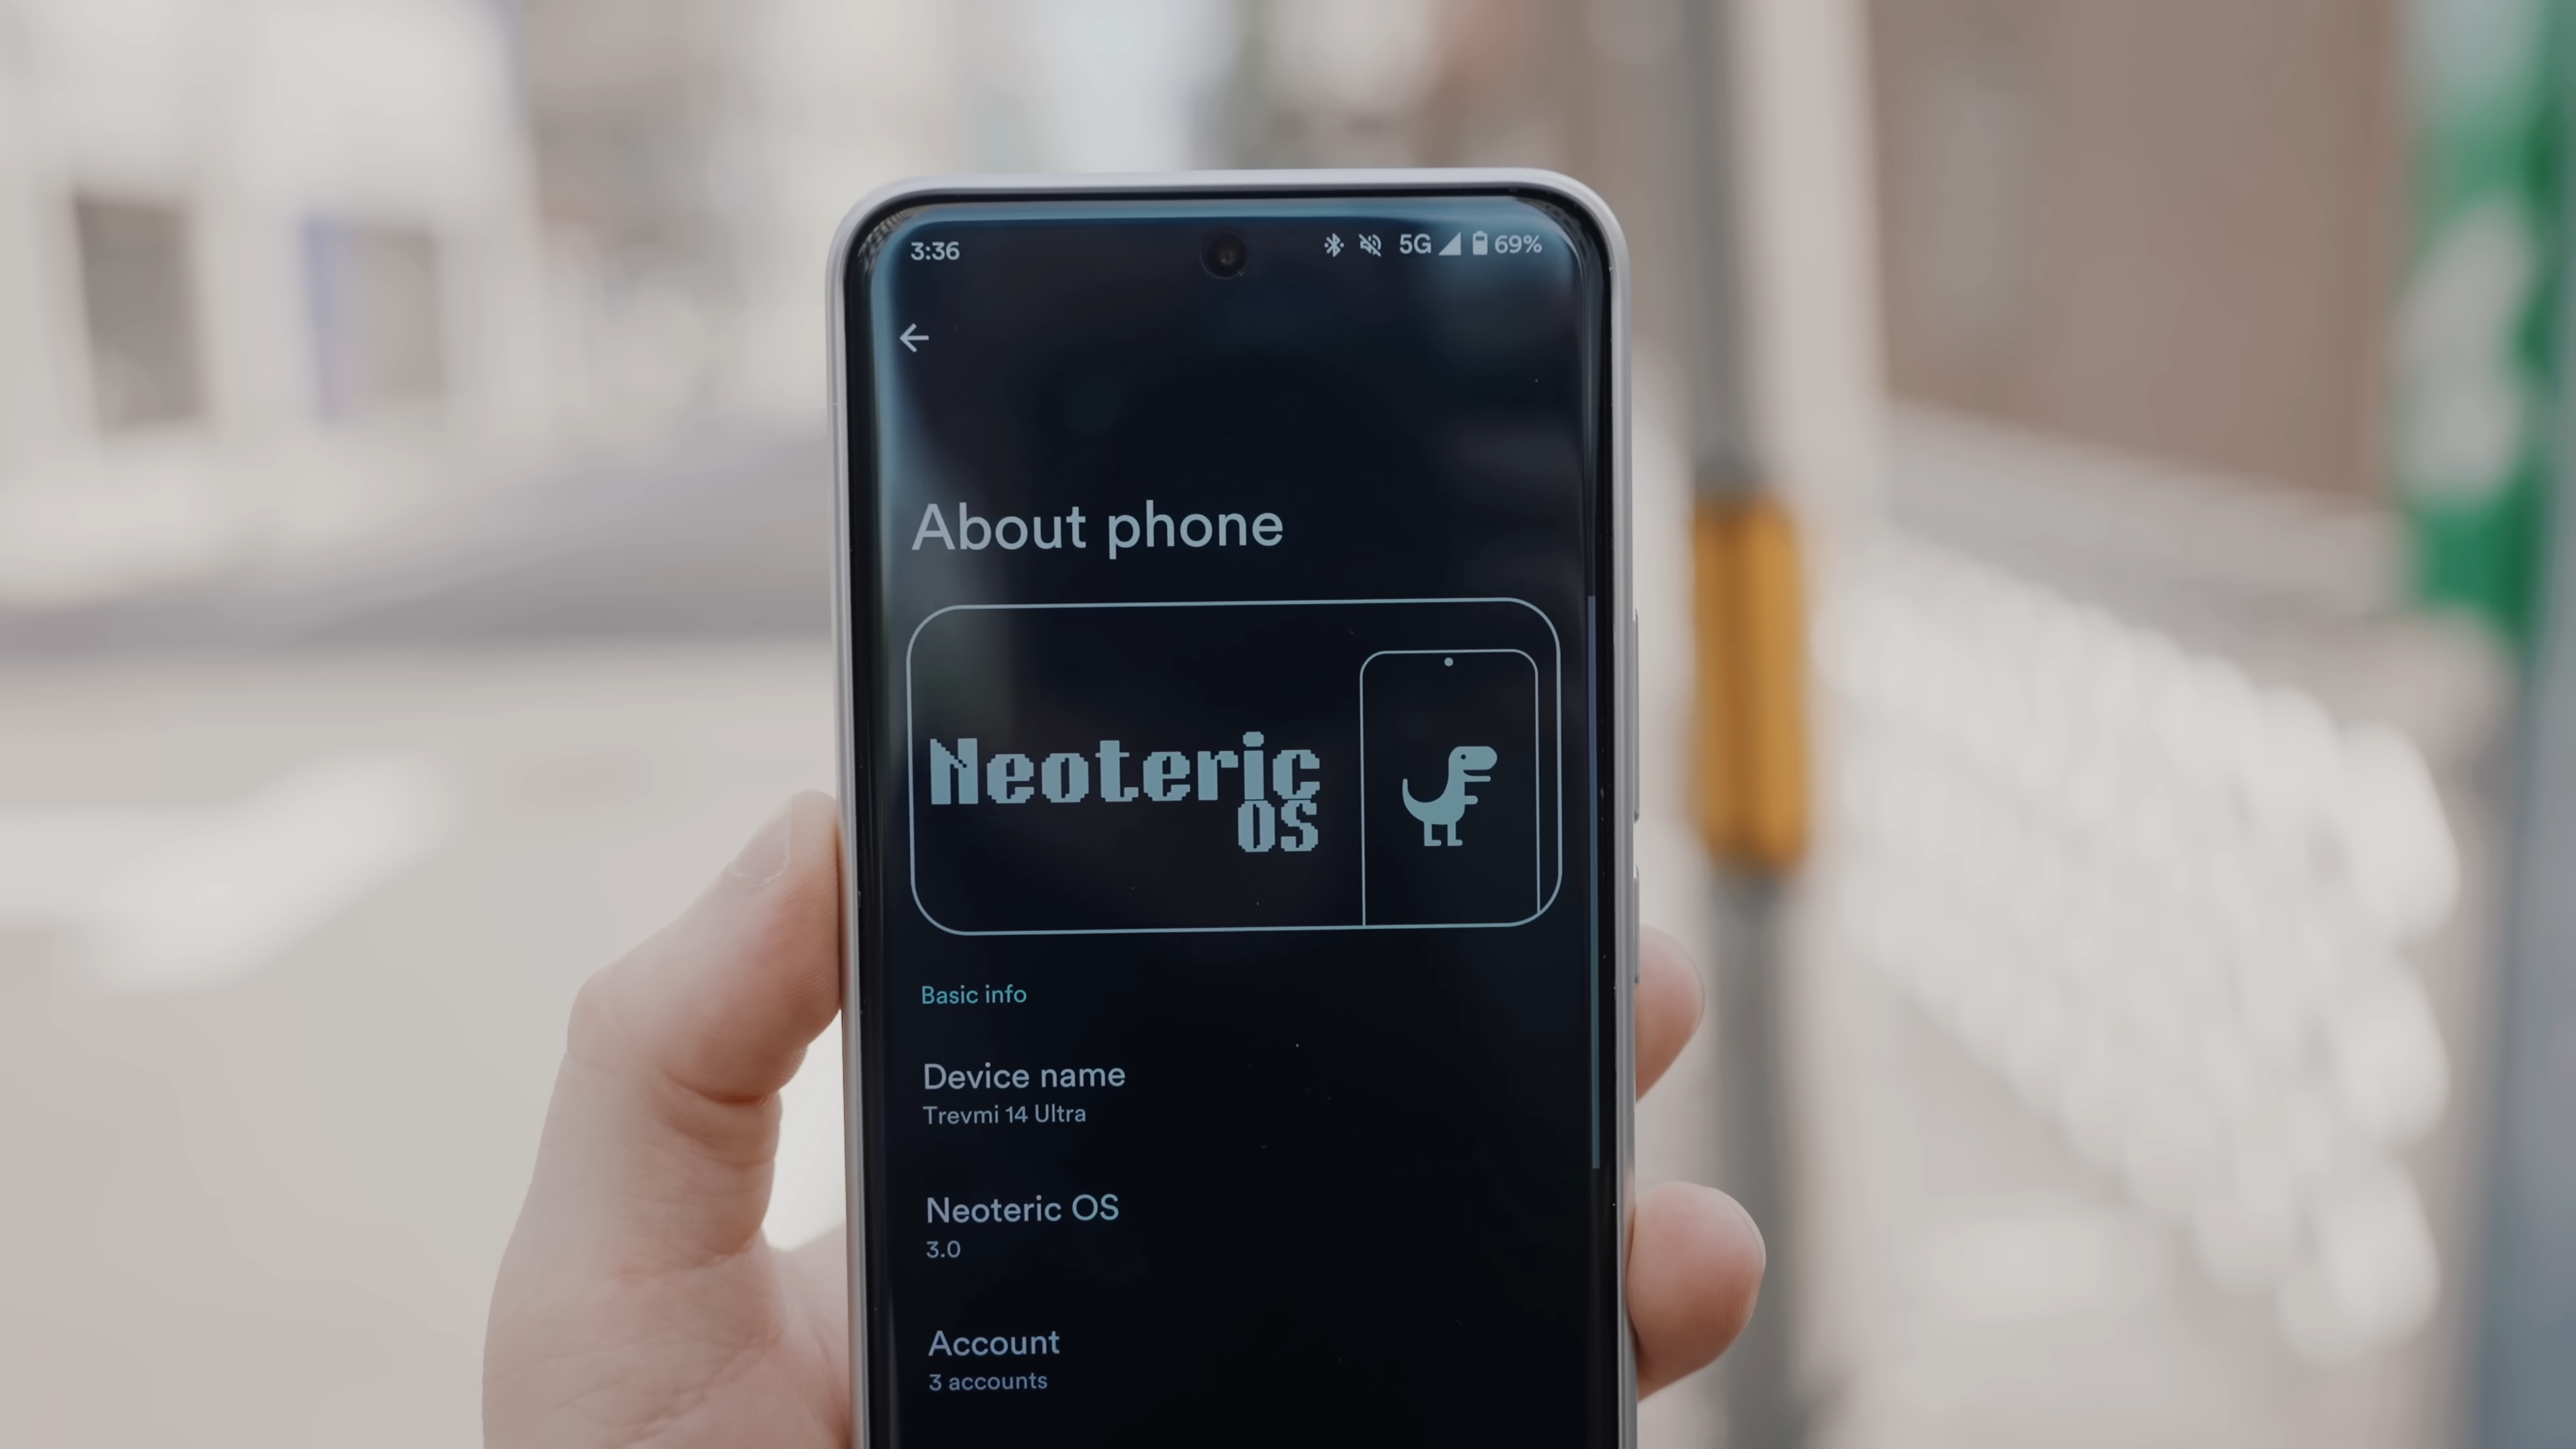 3:36 5G 69%
About phone
Neoteric
OS
Basic info
Device name
Trevmi 14 Ultra
Neoteric OS
3.0
Account
3 accounts